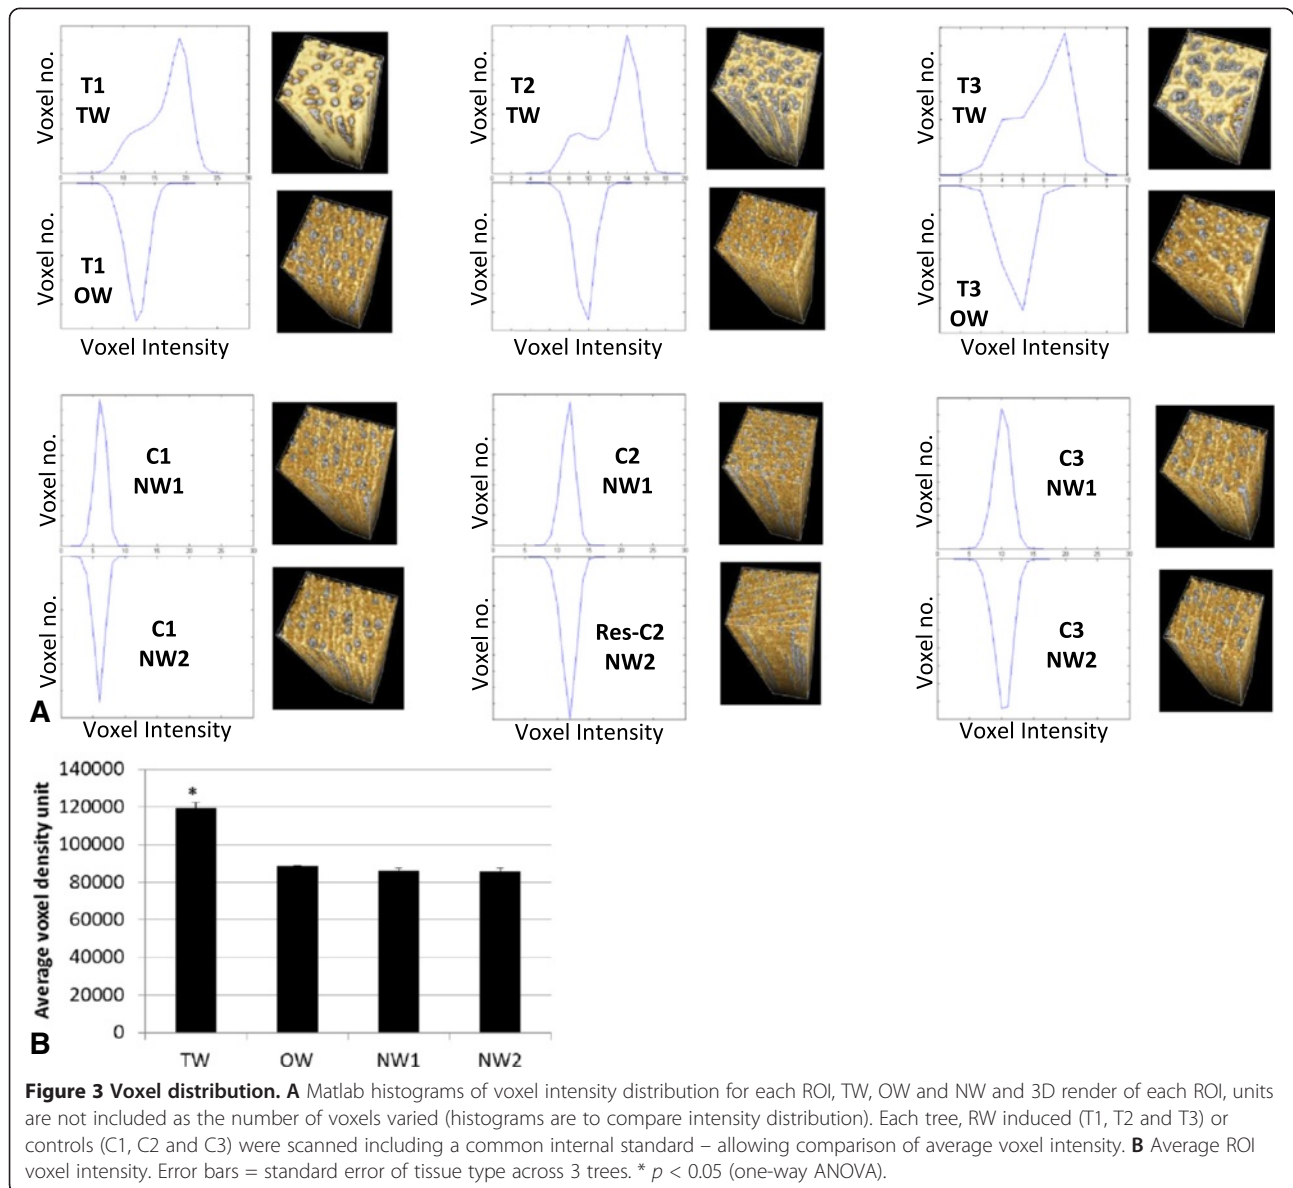 Voxel no.
T1
TW
Voxel no.
T2
TW
Voxel no.
T3
TW
Voxel no.
T1
OW
Voxel no.
Voxel no.
T3
OW
Voxel Intensity
Voxel Intensity
Voxel Intensity
Voxel no.
C1
NW1
Voxel no.
C2
NW1
Voxel no.
C3
NW1
Voxel no.
C1
NW2
Voxel no.
Res-C2
NW2
Voxel no.
C3
NW2
A
Voxel Intensity
Voxel Intensity
Voxel Intensity
Average voxel density unit
140000
120000
100000
80000
60000
40000
20000
0
*
B
TW OW NW1 NW2
Figure 3 Voxel distribution. A Matlab histograms of voxel intensity distribution for each ROI, TW, OW and NW and 3D render of each ROI, units
are not included as the number of voxels varied (histograms are to compare intensity distribution). Each tree, RW induced (T1, T2 and T3) or
controls (C1, C2 and C3) were scanned including a common internal standard – allowing comparison of average voxel intensity. B Average ROI
voxel intensity. Error bars = standard error of tissue type across 3 trees. * p < 0.05 (one-way ANOVA).